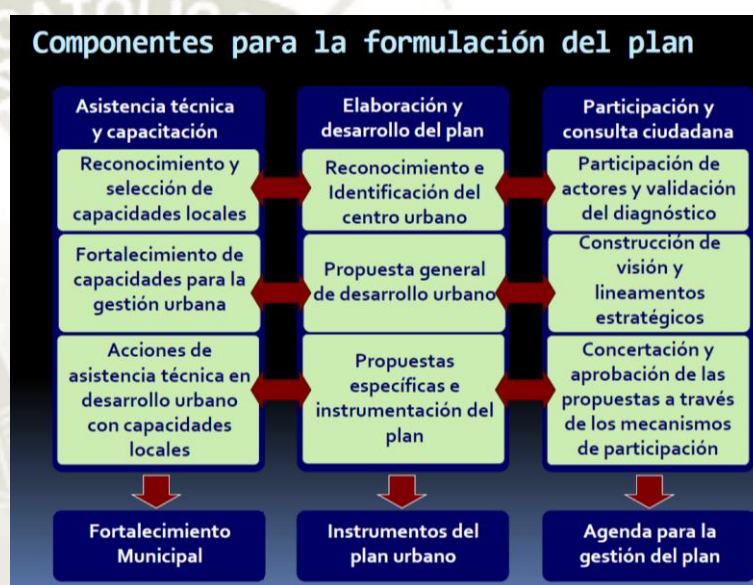 Componentes para la formulación del plan
Asistencia técnica
y capacitación
Reconocimiento y
selección de
capacidades locales
Fortalecimiento de
capacidades para la
gestión urbana
Acciones de
asistencia técnica en
desarrollo urbano
con capacidades
locales
Fortalecimiento
Municipal
Elaboración y
desarrollo del plan
Reconocimiento e
Identificación del
centro urbano
Propuesta general
de desarrollo urbano
Propuestas
específicas e
instrumentación del
plan
Instrumentos del
plan urbano
Participación y
consulta ciudadana
Participación de
actores y validación
del diagnóstico
Construcción de
visión y
lineamentos
estratégicos
Concertación y
aprobación de las
propuestas a través
de los mecanismos
de participación
Agenda para la
gestión del plan